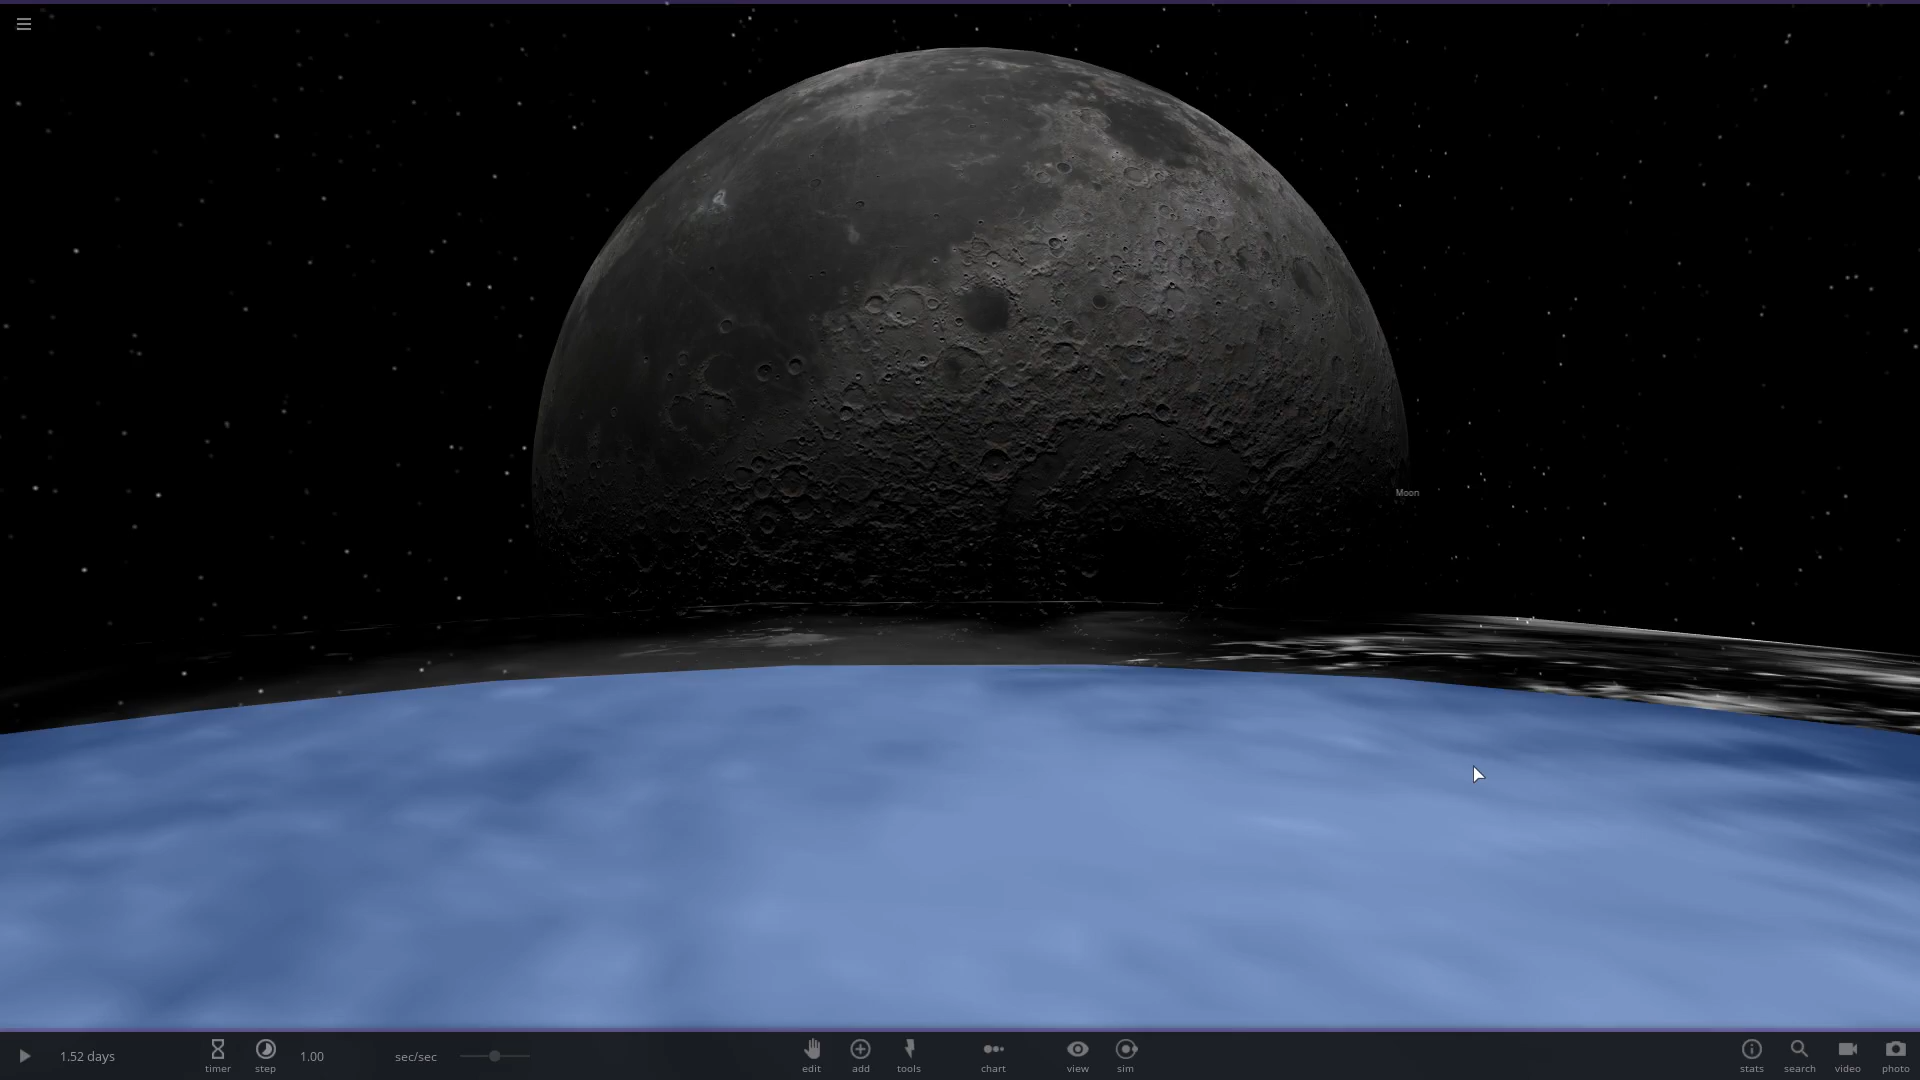 Moon
1.52 days
timer
step
1.00
sec/sec
edit
add
tools
chart
view
sim
stats
search
video
photo